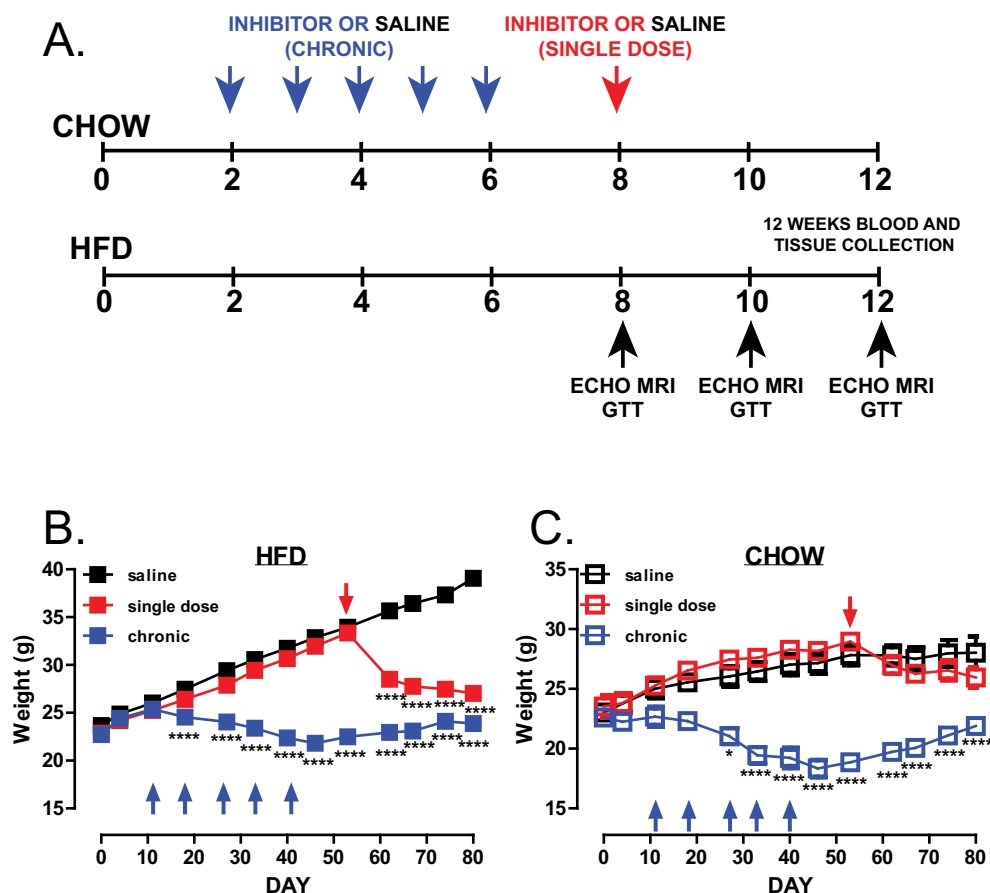 A.
INHIBITOR OR SALINE
(CHRONIC)
INHIBITOR OR SALINE
(SINGLE DOSE)
CHOW
0 2 4 6 8 10 12
12 WEEKS BLOOD AND
TISSUE COLLECTION
HFD
0 2 4 6 8 10 12
ECHO MRI ECHO MRI ECHO MRI
GTT GTT GTT
B.
HFD
saline
single dose
chronic
Weight (g)
40
35
30
25
20
15
**** **** **** ****
**** **** **** **** **** **** **** **** **** ****
0 10 20 30 40 50 60 70 80
DAY
C.
CHOW
saline
single dose
chronic
Weight (g)
35
30
25
20
15
* **** **** **** **** **** **** **** ****
0 10 20 30 40 50 60 70 80
DAY